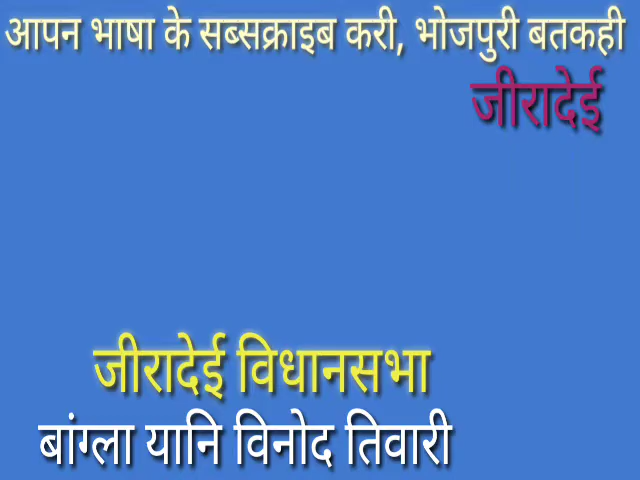 आपन भाषा के सब्सक्राइब करी, भोजपुरी बतकही
जीरादेई
जीरादेई विधानसभा
बांग्ला यानि विनोद तिवारी